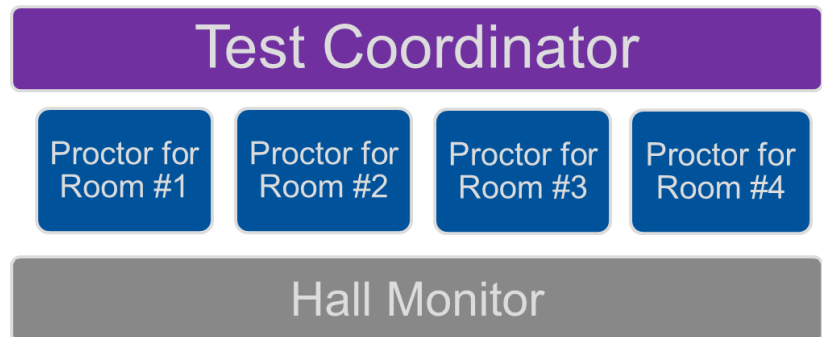 Test Coordinator
Proctor for
Room #1
Proctor for
Room #2
Proctor for
Room #3
Proctor for
Room #4
Hall Monitor